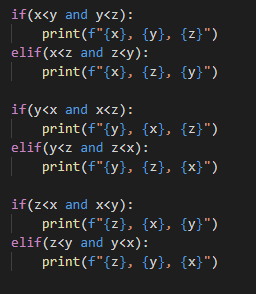 if(x<y and y<z):
    print(f"{x}, {y}, {z}")
elif(x<z and z<y):
    print(f"{x}, {z}, {y}")

if(y<x and x<z):
    print(f"{y}, {x}, {z}")
elif(y<z and z<x):
    print(f"{y}, {z}, {x}")

if(z<x and x<y):
    print(f"{z}, {x}, {y}")
elif(z<y and y<x):
    print(f"{z}, {y}, {x}")